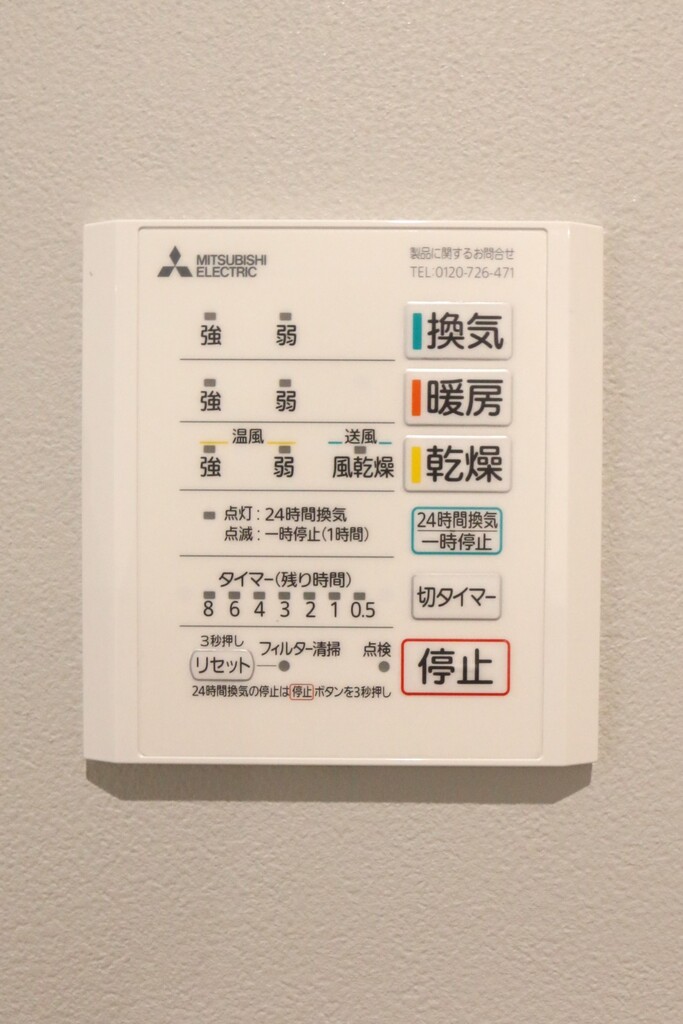 MITSUBISHI
ELECTRIC
製品に関するお問合せ
TEL:0120-726-471
強 弱 換気
強 弱 暖房
温風 送風
強 弱 風乾燥 乾燥
点灯:24時間換気
点滅:一時停止(1時間)
24時間換気
一時停止
タイマー(残り時間)
8 6 4 3 2 1 0.5
切タイマー
3秒押し
リセット フィルター清掃 点検
停止
24時間換気の停止は停止ボタンを3秒押し